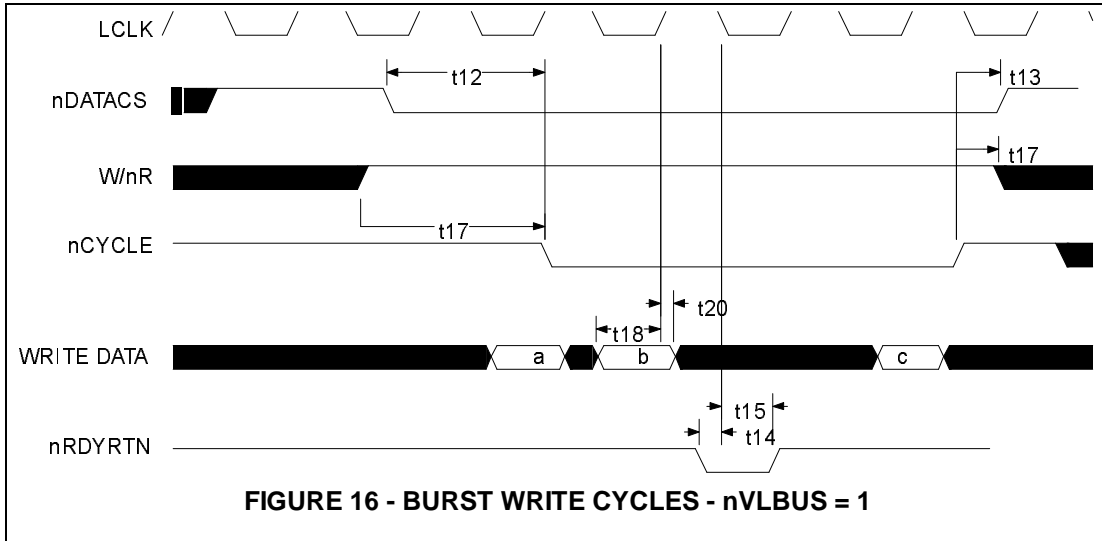 LCLK
t12
t13
nDATACS
W/nR
t17
t17
nCYCLE
t20
t18
WRITE DATA
a
b
c
t15
t14
nRDYRTN
FIGURE 16 - BURST WRITE CYCLES - nVLBUS = 1